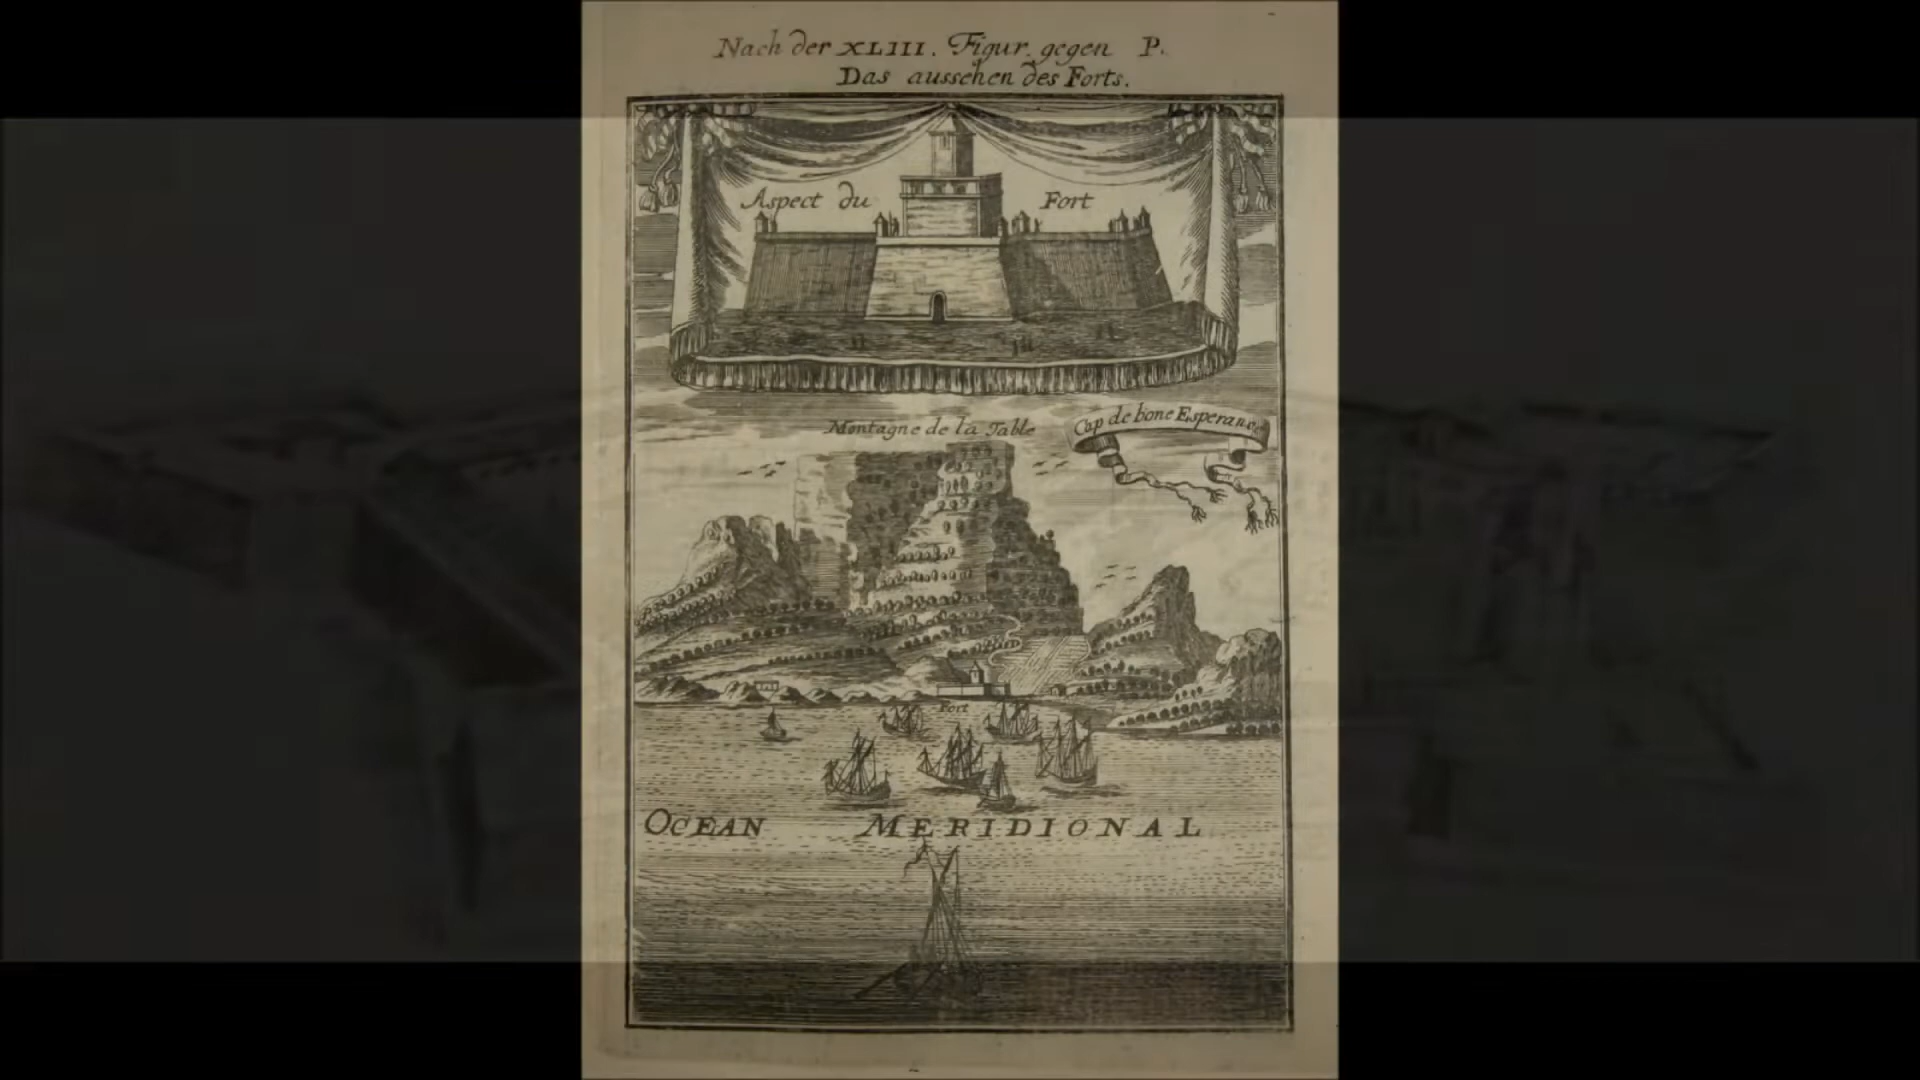 Nach der XLIII. Figur. gegen P.
Das aussehen des Forts.
Aspect du Fort
Montagne de la Table
Cap de bone Esperance
Fort
OCEAN MERIDIONAL